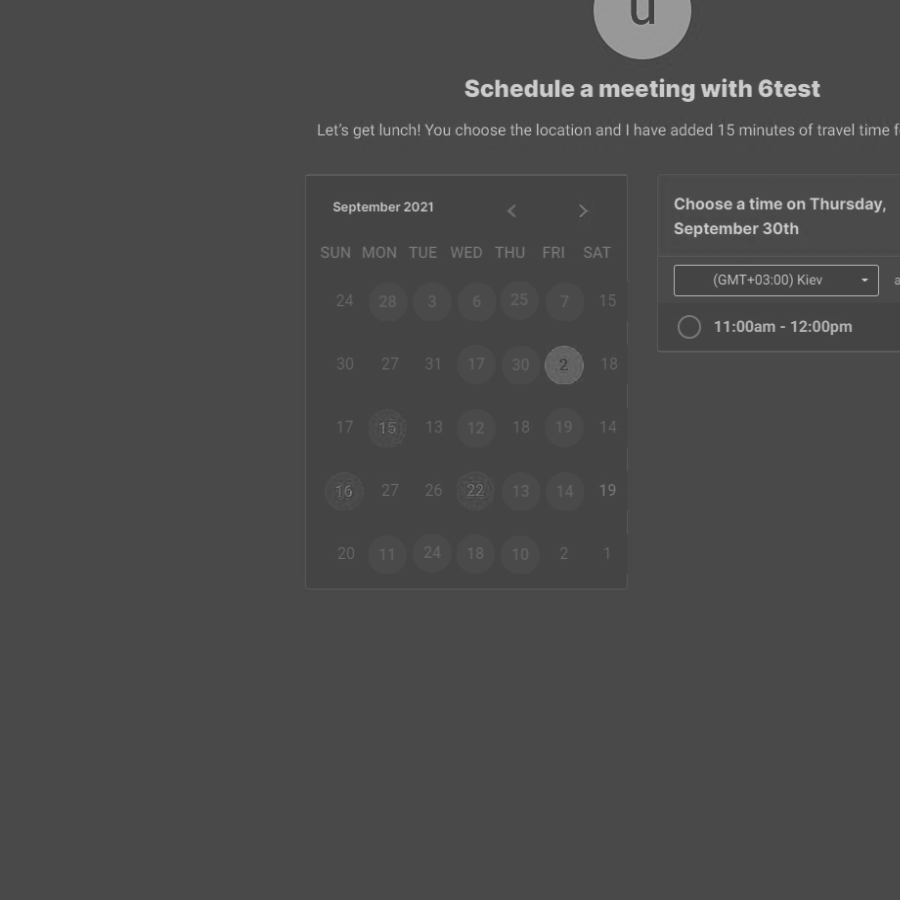 u
Schedule a meeting with 6test
Let's get lunch! You choose the location and I have added 15 minutes of travel time
September 2021
SUN MON TUE WED THU FRI SAT
24 28 3 6 25 7 15
30 27 31 17 30 2 18
17 15 13 12 18 19 14
16 27 26 22 13 14 19
20 11 24 18 10 2 1
Choose a time on Thursday,
September 30th
(GMT+03:00) Kiev
11:00am - 12:00pm